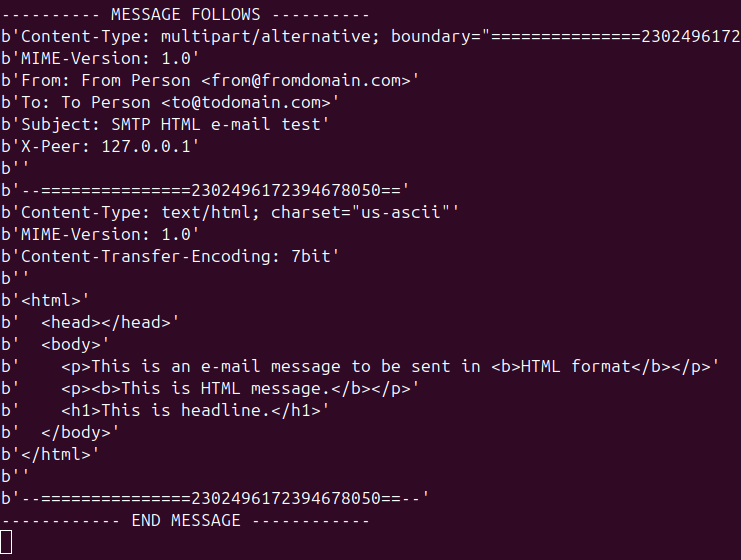 ---------- MESSAGE FOLLOWS ----------
b'Content-Type: multipart/alternative; boundary="===============2302496172
b'MIME-Version: 1.0'
b'From: From Person <from@fromdomain.com>'
b'To: To Person <to@todomain.com>'
b'Subject: SMTP HTML e-mail test'
b'X-Peer: 127.0.0.1'
b''
b'--===============2302496172394678050=='
b'Content-Type: text/html; charset="us-ascii"'
b'MIME-Version: 1.0'
b'Content-Transfer-Encoding: 7bit'
b''
b'<html>'
b'  <head></head>'
b'  <body>'
b'    <p>This is an e-mail message to be sent in <b>HTML format</b></p>'
b'    <p><b>This is HTML message.</b></p>'
b'    <h1>This is headline.</h1>'
b'  </body>'
b'</html>'
b''
b'--===============2302496172394678050==--'
------------ END MESSAGE ------------